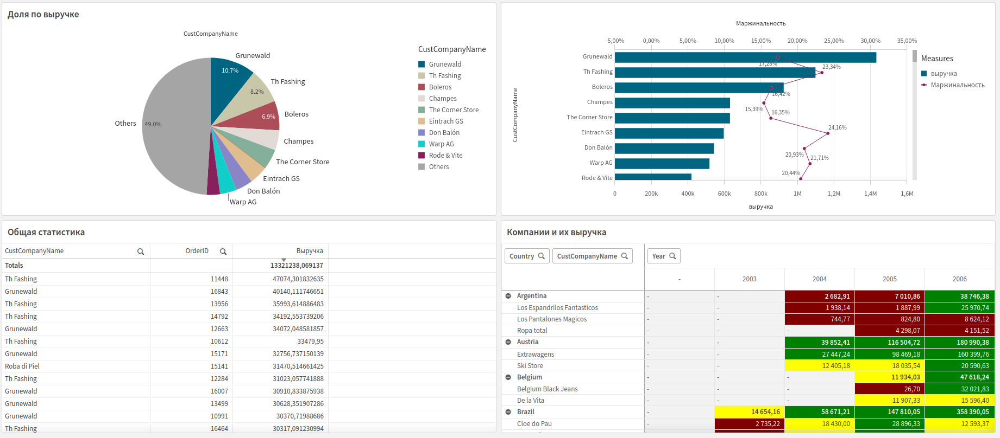 Доля по выручке
CustCompanyName
Grunewald
10.7%
Th Fashing
8.2%
Boleros
6.9%
Champes
The Corner Store
Eintrach GS
Don Balón
Warp AG
Others
49.0%
CustCompanyName
Grunewald
Th Fashing
Boleros
Champes
The Corner Store
Eintrach GS
Don Balón
Warp AG
Rode & Vite
Others
Маржинальность
-5,00% 0,00% 5,00% 10,00% 15,00% 20,00% 25,00% 30,00% 35,00%
CustCompanyName
Grunewald
Th Fashing
Boleros
Champes
The Corner Store
Eintrach GS
Don Balón
Warp AG
Rode & Vite
17,28%
23,34%
16,42%
15,39%
16,35%
24,16%
20,93%
21,71%
20,44%
0 200k 400k 600k 800k 1M 1,2M 1,4M 1,6M
выручка
Measures
выручка
Маржинальность
Общая статистика
CustCompanyName OrderID Выручка
Totals 13321238,069137
Th Fashing 11448 47074,301832635
Grunewald 16843 40140,111746651
Th Fashing 13956 35993,614886483
Th Fashing 14792 34192,553739206
Grunewald 12663 34072,048581857
Th Fashing 10612 33479,95
Grunewald 15171 32756,737150139
Roba di Piel 15141 31470,514661425
Th Fashing 12284 31023,057741888
Grunewald 16007 30910,833875938
Grunewald 13499 30628,351907286
Grunewald 10991 30370,71988686
Th Fashing 16464 30317,091230994
Компании и их выручка
Country CustCompanyName Year
- 2003 2004 2005 2006
Argentina - - 2 682,91 7 010,86 38 746,38
Los Espandrilos Fantasticos - - 1 938,14 1 887,99 25 970,74
Los Pantalones Magicos - - 744,77 824,80 8 624,12
Ropa total - - - 4 298,07 4 151,52
Austria - - 39 852,41 116 504,72 180 990,38
Extrawagens - - 27 447,24 98 469,18 160 399,76
Ski Store - - 12 405,18 18 035,54 20 590,63
Belgium - - - 11 934,03 47 618,24
Belgium Black Jeans - - - 26,70 32 021,83
De la Vita - - - 11 907,33 15 596,40
Brazil - 14 654,16 58 671,21 147 810,05 358 390,05
Cloe do Pau - 2 735,22 18 430,00 28 896,33 12 593,37